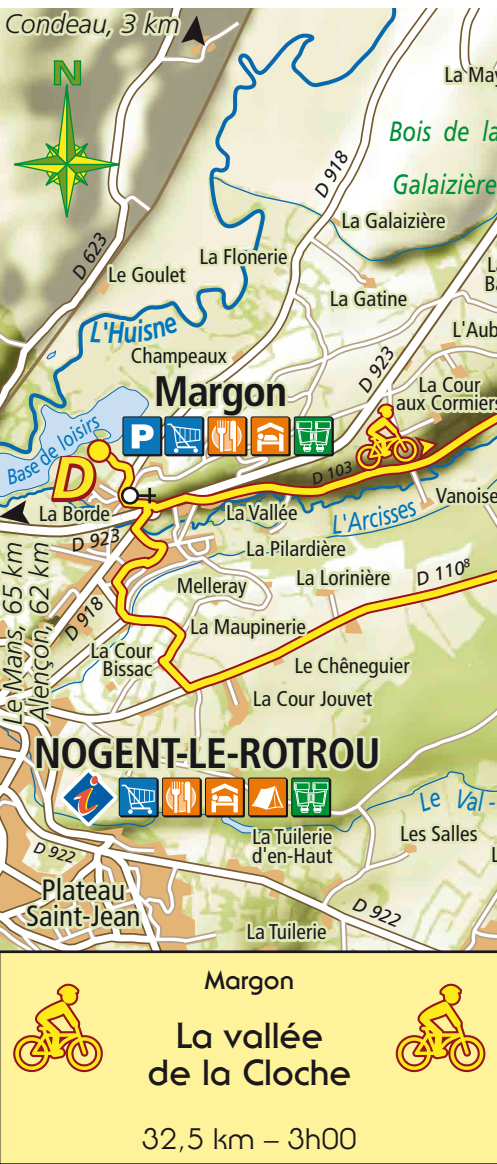 Condeau, 3 km
N
La May
Bois de la
Galaizière
D 918
La Galaizière
D 623
La Flonerie
Le Goulet
La Gatine
L'Huisne
Champeaux
D 923
Margon
La Cour
aux Cormiers
Base de loisirs
P
D
D 103
La Borde
La Vallée
L'Arcisses
Vanoise
D 923
La Pilardière
Le Mans, 65 km
Alençon, 62 km
Melleray
La Lorinière
D 110⁸
D 918
La Maupinerie
La Cour
Bissac
Le Chêneguier
La Cour Jouvet
NOGENT-LE-ROTROU
i
Le Val-
La Tuilerie
d'en-Haut
Les Salles
D 922
Plateau
Saint-Jean
D 922
La Tuilerie
Margon
La vallée
de la Cloche
32,5 km – 3h00